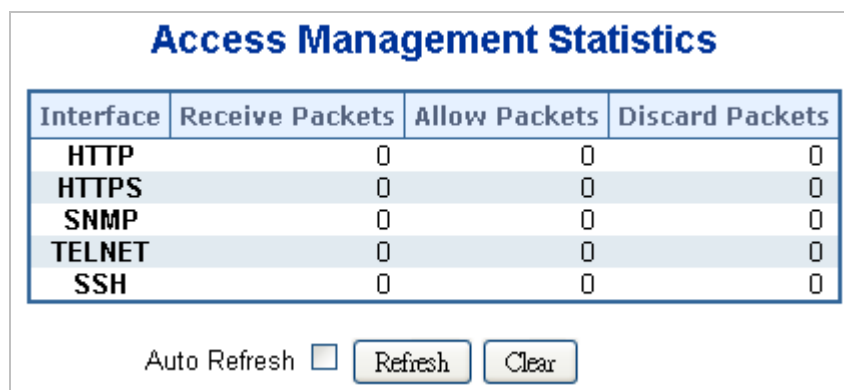 Access Management Statistics
Interface Receive Packets Allow Packets Discard Packets
HTTP 0 0 0
HTTPS 0 0 0
SNMP 0 0 0
TELNET 0 0 0
SSH 0 0 0
Auto Refresh Refresh Clear